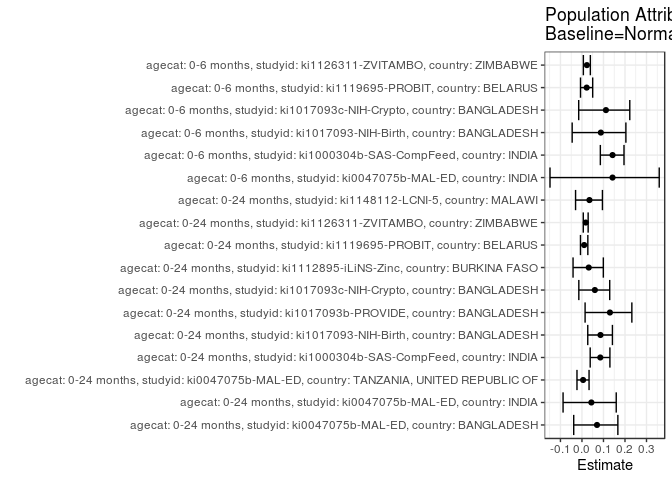 Population Attrib
Baseline=Norma
agecat: 0-6 months, studyid: ki1126311-ZVITAMBO, country: ZIMBABWE
agecat: 0-6 months, studyid: ki1119695-PROBIT, country: BELARUS
agecat: 0-6 months, studyid: ki1017093c-NIH-Crypto, country: BANGLADESH
agecat: 0-6 months, studyid: ki1017093-NIH-Birth, country: BANGLADESH
agecat: 0-6 months, studyid: ki1000304b-SAS-CompFeed, country: INDIA
agecat: 0-6 months, studyid: ki0047075b-MAL-ED, country: INDIA
agecat: 0-24 months, studyid: ki1148112-LCNI-5, country: MALAWI
agecat: 0-24 months, studyid: ki1126311-ZVITAMBO, country: ZIMBABWE
agecat: 0-24 months, studyid: ki1119695-PROBIT, country: BELARUS
agecat: 0-24 months, studyid: ki1112895-iLiNS-Zinc, country: BURKINA FASO
agecat: 0-24 months, studyid: ki1017093c-NIH-Crypto, country: BANGLADESH
agecat: 0-24 months, studyid: ki1017093b-PROVIDE, country: BANGLADESH
agecat: 0-24 months, studyid: ki1017093-NIH-Birth, country: BANGLADESH
agecat: 0-24 months, studyid: ki1000304b-SAS-CompFeed, country: INDIA
agecat: 0-24 months, studyid: ki0047075b-MAL-ED, country: TANZANIA, UNITED REPUBLIC OF
agecat: 0-24 months, studyid: ki0047075b-MAL-ED, country: INDIA
agecat: 0-24 months, studyid: ki0047075b-MAL-ED, country: BANGLADESH
-0.1 0.0 0.1 0.2 0.3
Estimate